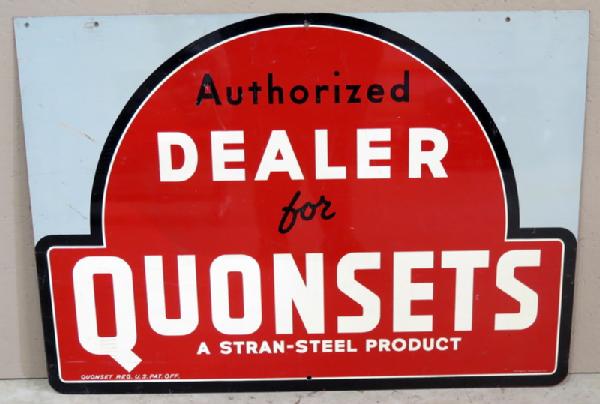 Authorized
DEALER
for
QUONSETS
A STRAN-STEEL PRODUCT
QUONSET REG. U.S. PAT. OFF.